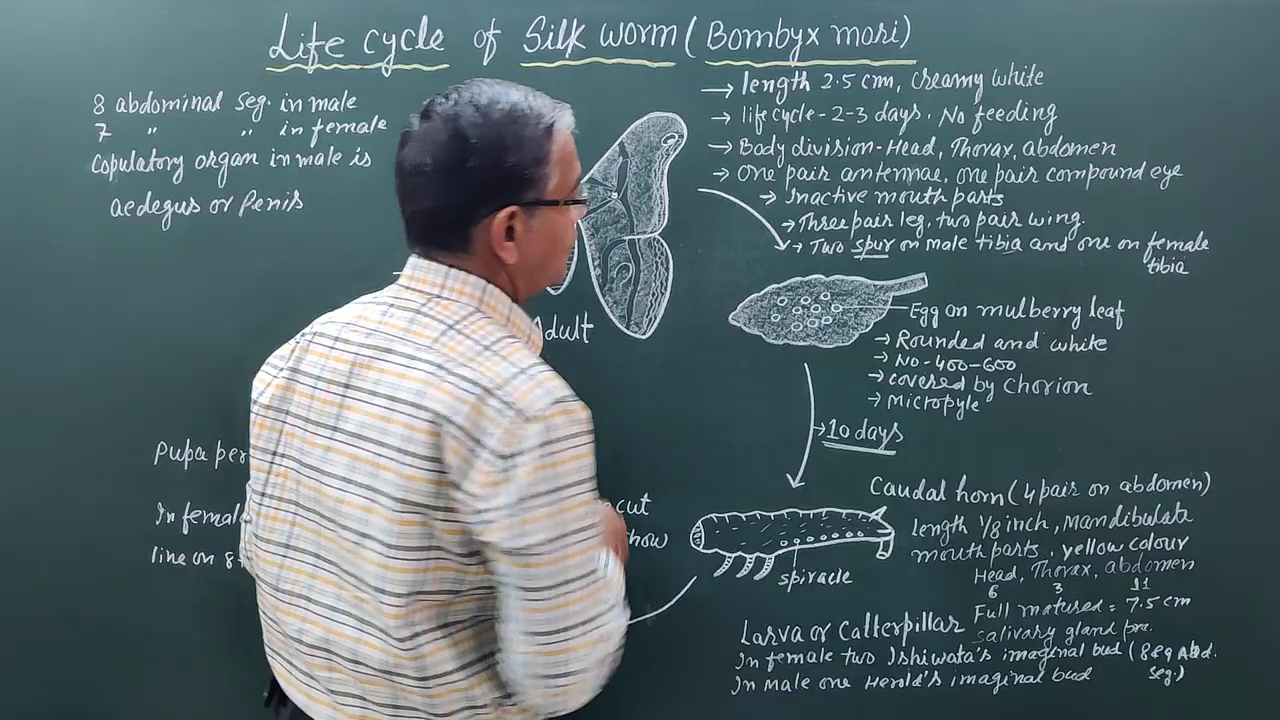 Life cycle of Silk worm (Bombyx mori)
8 abdominal seg. in male
7 " " in female
Copulatory organ in male is
aedegus or Penis
→ length 2.5 cm, Creamy white
→ life cycle - 2-3 days. No feeding
→ Body division - Head, Thorax, abdomen
→ One pair antennae, one pair compound eye
→ Inactive mouth parts
→ Three pair leg, two pair wing.
→ Two spur on male tibia and one on female
tibia
Adult
Egg on mulberry leaf
→ Rounded and white
→ No - 400-600
→ covered by Chorion
→ Micropyle
→ 10 days
Pupa per
In femal
line on 8
cut
how
Caudal horn (4 pair on abdomen)
length 1/8 inch, Mandibulata
mouth parts, yellow colour
Head, Thorax, abdomen
6 3 11
Full matured = 7.5 cm
salivary gland pre.
spiracle
Larva or Catterpillar
In female two Ishiwata's imaginal bud (8 & 9 Abd.
seg.)
In Male one Herold's imaginal bud